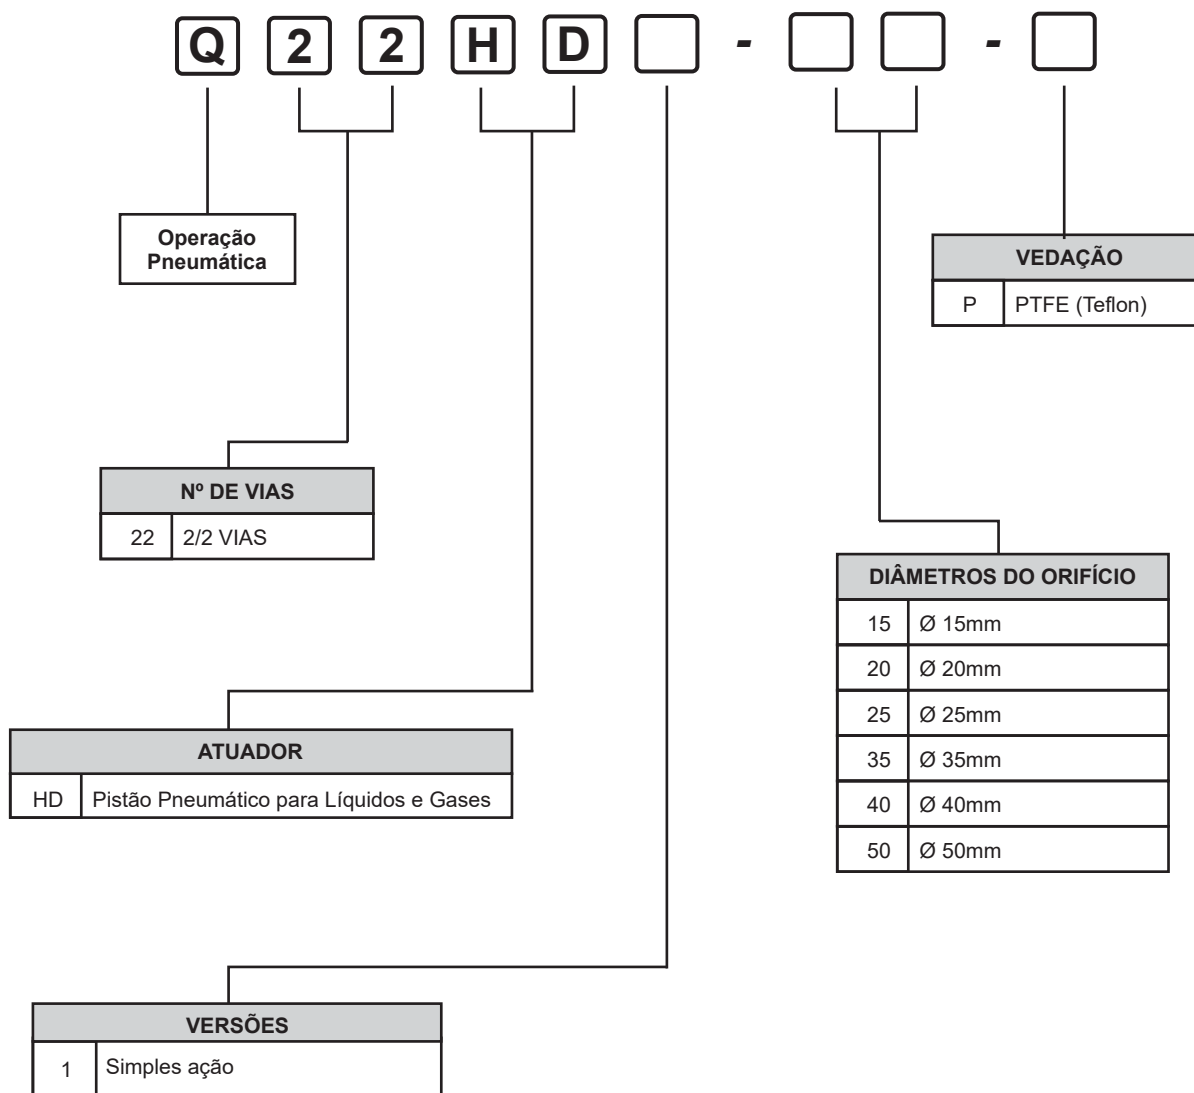 Q 2 2 H D - -
Operação
Pneumática
VEDAÇÃO
P PTFE (Teflon)
Nº DE VIAS
22 2/2 VIAS
DIÂMETROS DO ORIFÍCIO
15 Ø 15mm
20 Ø 20mm
25 Ø 25mm
35 Ø 35mm
40 Ø 40mm
50 Ø 50mm
ATUADOR
HD Pistão Pneumático para Líquidos e Gases
VERSÕES
1 Simples ação